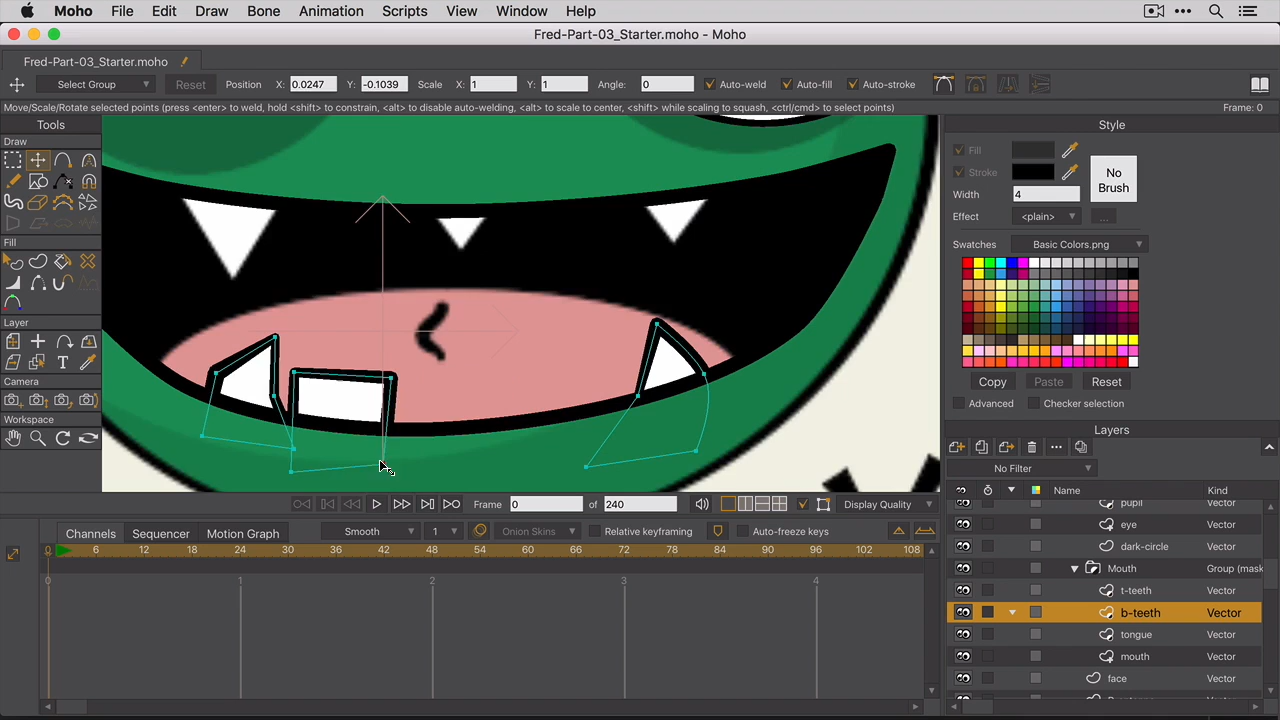 Moho File Edit Draw Bone Animation Scripts View Window Help
Fred-Part-03_Starter.moho - Moho
Fred-Part-03_Starter.moho
Select Group Reset Position X: 0.0247 Y: -0.1039 Scale X: 1 Y: 1 Angle: 0 Auto-weld Auto-fill Auto-stroke
Move/Scale/Rotate selected points (press <enter> to weld, hold <shift> to constrain, <alt> to disable auto-welding, <alt> to scale to center, <shift> while scaling to squash, <ctrl/cmd> to select points) Frame: 0
Tools
Draw
Fill
Layer
Camera
Workspace
Style
Fill
Stroke
No Brush
Width 4
Effect <plain> ...
Swatches Basic Colors.png
Copy Paste Reset
Advanced Checker selection
Layers
No Filter
Name Kind
pupil Vector
eye Vector
dark-circle Vector
Mouth Group (mask
t-teeth Vector
b-teeth Vector
tongue Vector
mouth Vector
face Vector
Frame 0 of 240 Display Quality
Channels Sequencer Motion Graph Smooth 1 Onion Skins Relative keyframing Auto-freeze keys
0 6 12 18 24 30 36 42 48 54 60 66 72 78 84 90 96 102 108
0 1 2 3 4